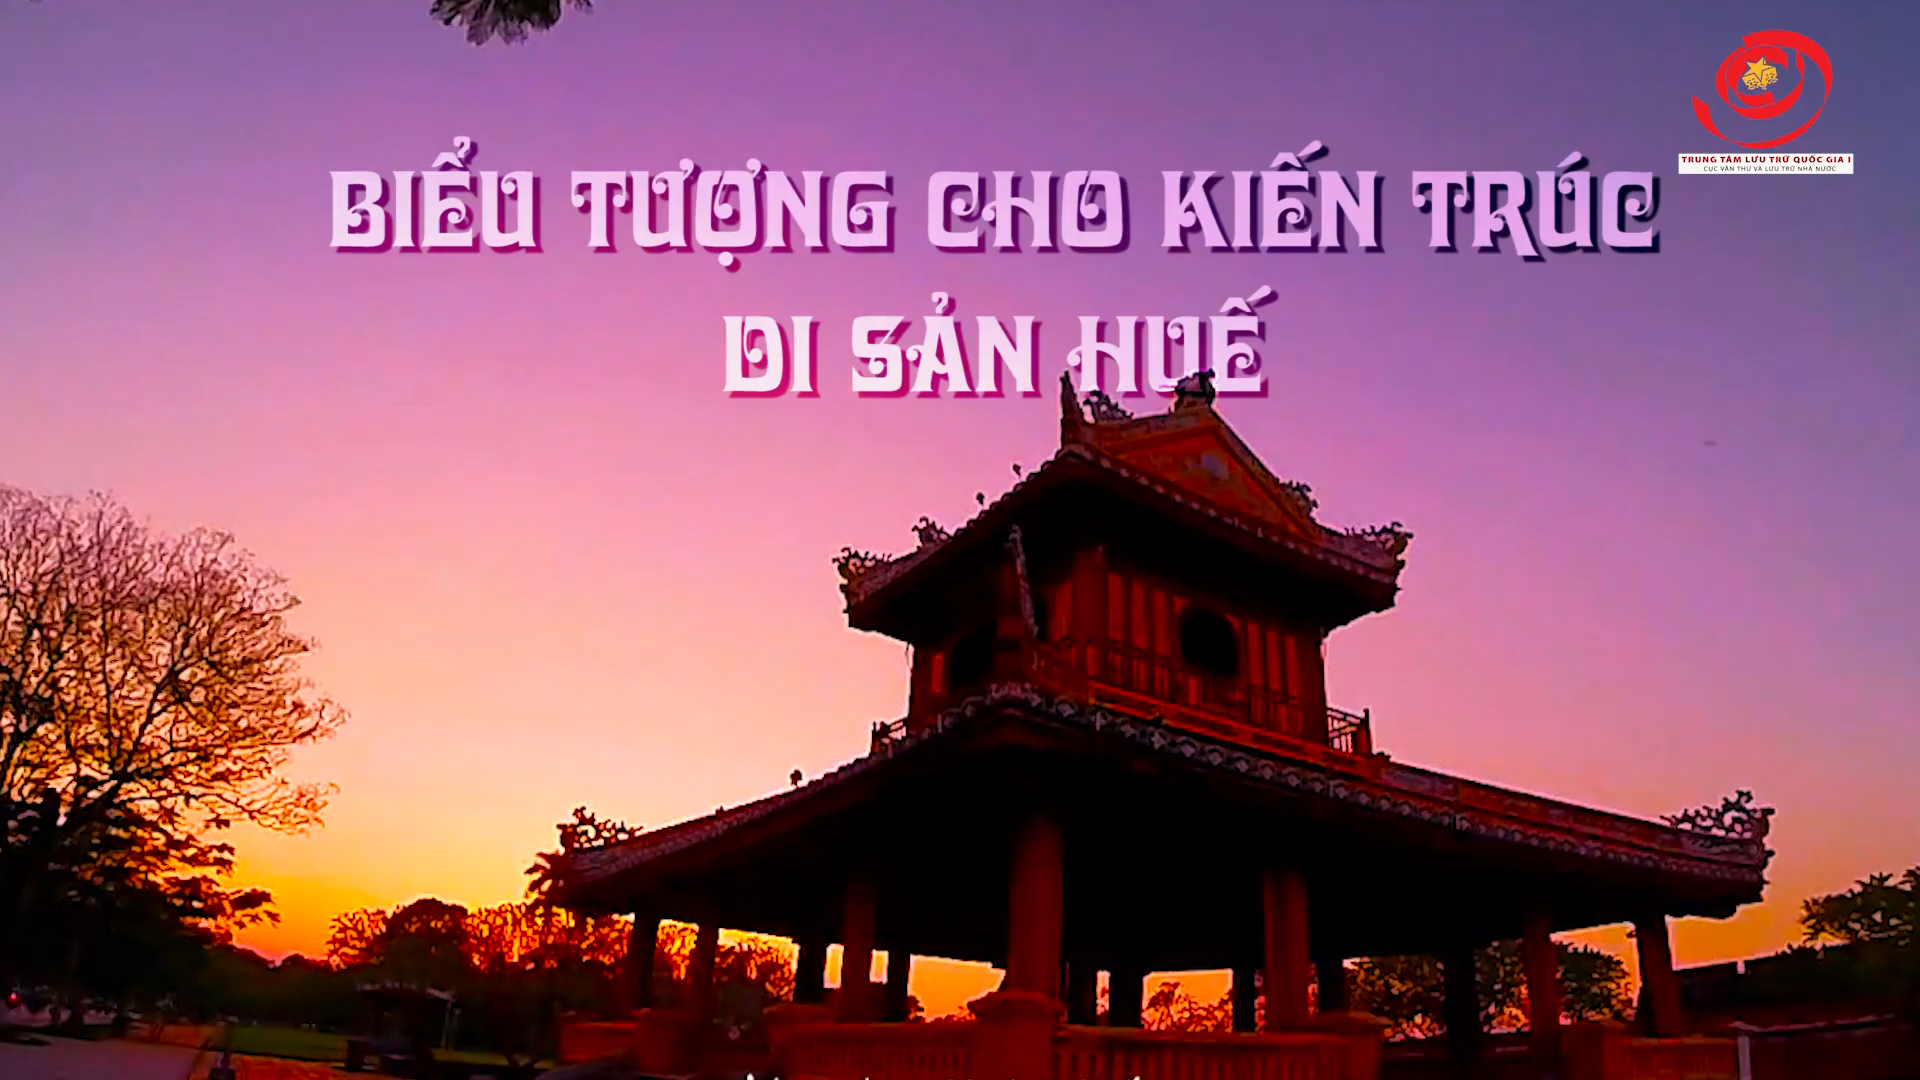 BIỂU TƯỢNG CHO KIẾN TRÚC
DI SẢN HUẾ
TRUNG TÂM LƯU TRỮ QUỐC GIA I
CỤC VĂN THƯ VÀ LƯU TRỮ NHÀ NƯỚC